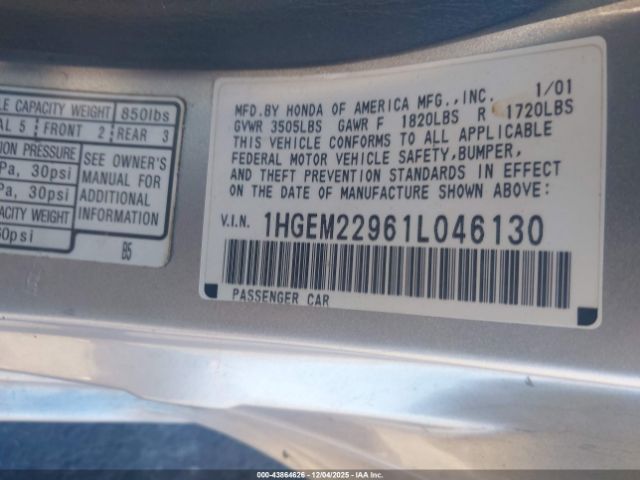 LE CAPACITY WEIGHT 850lbs
AL 5 FRONT 2 REAR 3
ION PRESSURE
Pa, 30psi
Pa, 30psi
60psi
SEE OWNER'S
MANUAL FOR
ADDITIONAL
INFORMATION
B5
MFD.BY HONDA OF AMERICA MFG.,INC. 1/01
GVWR 3505LBS GAWR F 1820LBS R 1720LBS
THIS VEHICLE CONFORMS TO ALL APPLICABLE
FEDERAL MOTOR VEHICLE SAFETY,BUMPER,
AND THEFT PREVENTION STANDARDS IN EFFECT
ON THE DATE OF MANUFACTURE SHOWN ABOVE:
V.I.N. 1HGEM22961L046130
PASSENGER CAR
000-43864626 - 12/04/2025 - IAAI, INC.